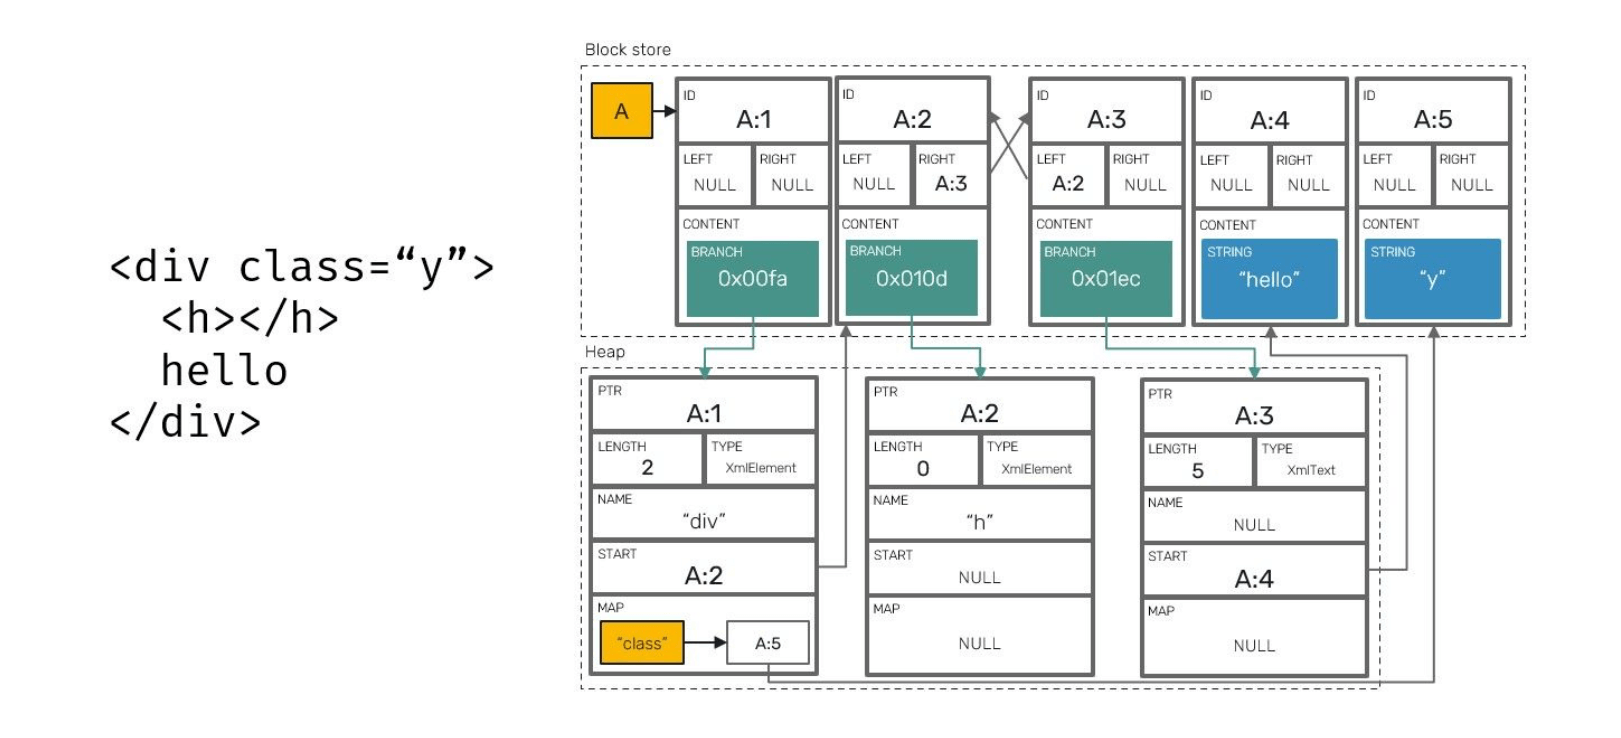 <div class=“y”>
<h></h>
hello
</div>
Block store
A
ID
A:1
LEFT
NULL
RIGHT
NULL
CONTENT
BRANCH
0x00fa
ID
A:2
LEFT
NULL
RIGHT
A:3
CONTENT
BRANCH
0x010d
ID
A:3
LEFT
A:2
RIGHT
NULL
CONTENT
BRANCH
0x01ec
ID
A:4
LEFT
NULL
RIGHT
NULL
CONTENT
STRING
“hello”
ID
A:5
LEFT
NULL
RIGHT
NULL
CONTENT
STRING
“y”
Heap
PTR
A:1
LENGTH
2
TYPE
XmlElement
NAME
“div”
START
A:2
MAP
“class”
A:5
PTR
A:2
LENGTH
0
TYPE
XmlElement
NAME
“h”
START
NULL
MAP
NULL
PTR
A:3
LENGTH
5
TYPE
XmlText
NAME
NULL
START
A:4
MAP
NULL